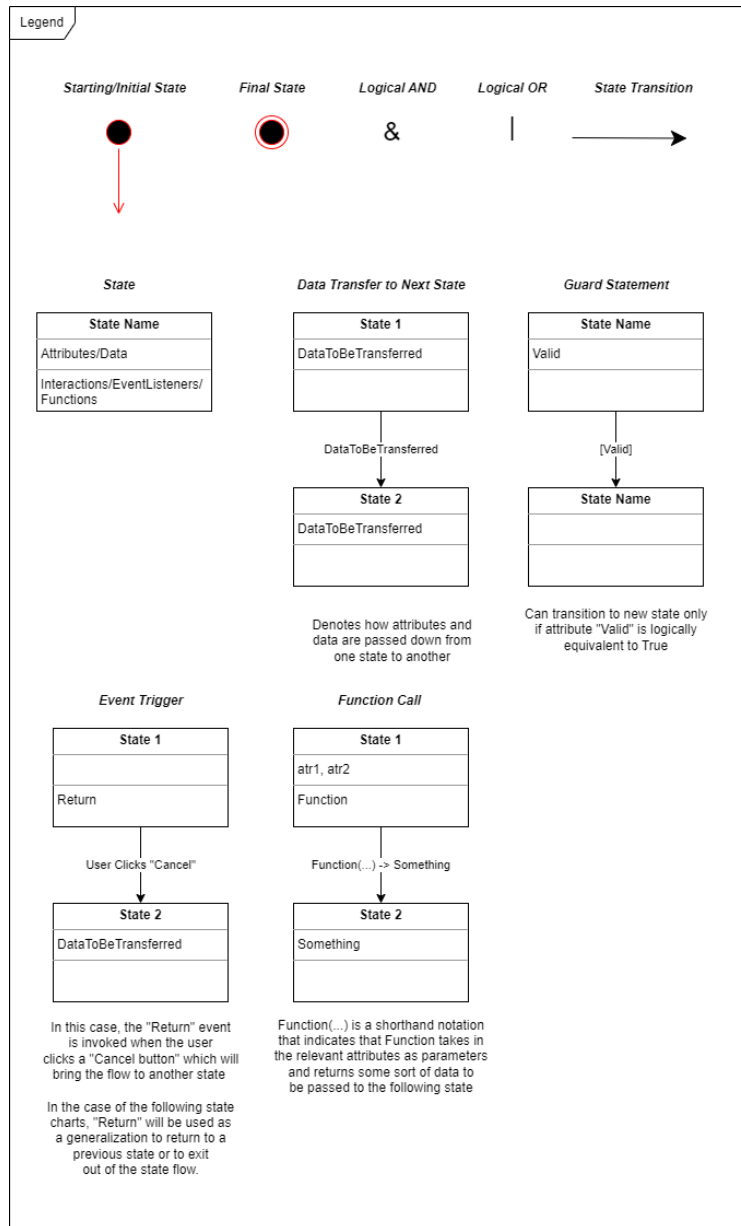 Legend
Starting/Initial State
Final State
Logical AND
Logical OR
State Transition
&
|
State
Data Transfer to Next State
Guard Statement
State Name
Attributes/Data
Interactions/EventListeners/
Functions
State 1
DataToBeTransferred
DataToBeTransferred
State 2
DataToBeTransferred
Denotes how attributes and
data are passed down from
one state to another
State Name
Valid
[Valid]
State Name
Can transition to new state only
if attribute "Valid" is logically
equivalent to True
Event Trigger
Function Call
State 1
Return
User Clicks "Cancel"
State 2
DataToBeTransferred
In this case, the "Return" event
is invoked when the user
clicks a "Cancel button" which will
bring the flow to another state
In the case of the following state
charts, "Return" will be used as
a generalization to return to a
previous state or to exit
out of the state flow.
State 1
atr1, atr2
Function
Function(...) -> Something
State 2
Something
Function(...) is a shorthand notation
that indicates that Function takes in
the relevant attributes as parameters
and returns some sort of data to
be passed to the following state